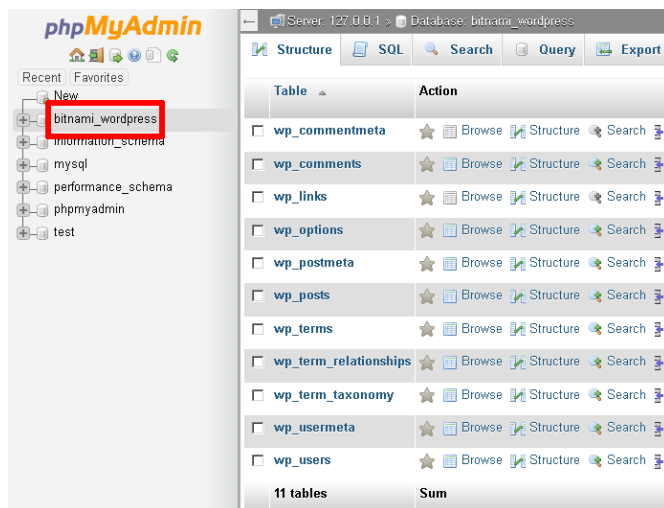 phpMyAdmin
Recent Favorites
New
bitnami_wordpress
information_schema
mysql
performance_schema
phpmyadmin
test
Server: 127.0.0.1 » Database: bitnami_wordpress
Structure SQL Search Query Export
Table Action
wp_commentmeta Browse Structure Search
wp_comments Browse Structure Search
wp_links Browse Structure Search
wp_options Browse Structure Search
wp_postmeta Browse Structure Search
wp_posts Browse Structure Search
wp_terms Browse Structure Search
wp_term_relationships Browse Structure Search
wp_term_taxonomy Browse Structure Search
wp_usermeta Browse Structure Search
wp_users Browse Structure Search
11 tables Sum